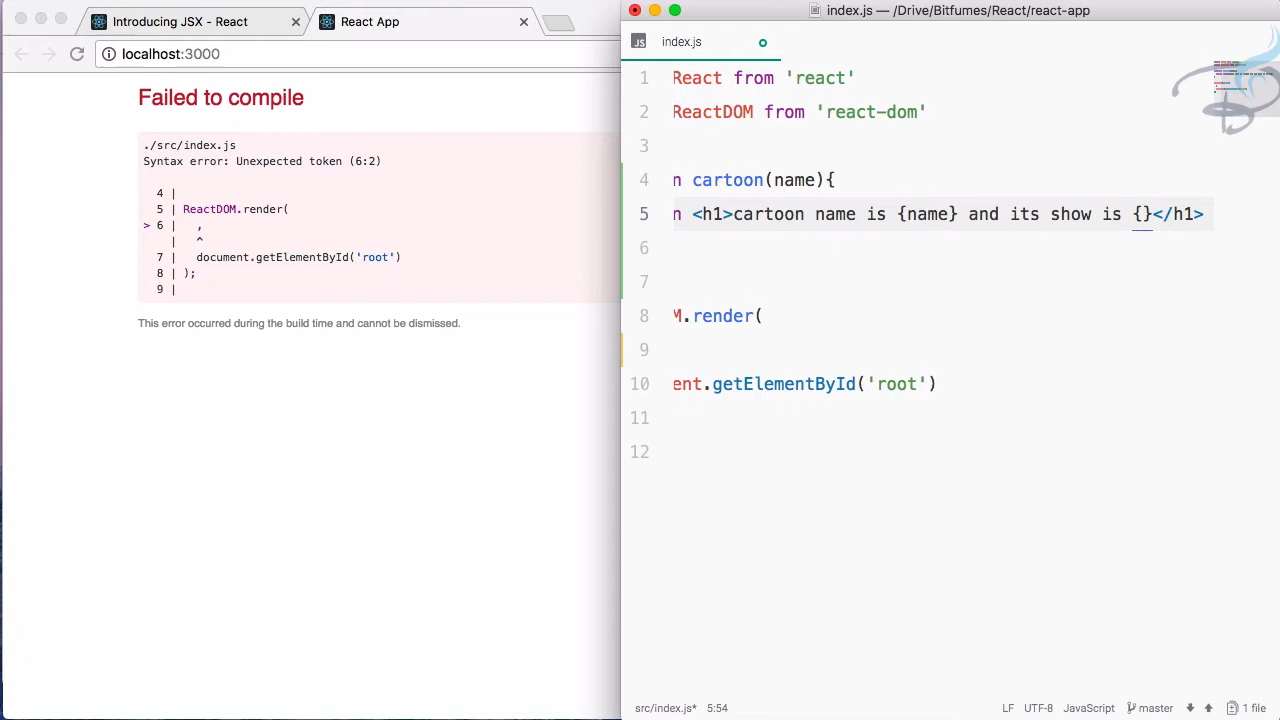 Introducing JSX - React
React App
localhost:3000
Failed to compile
./src/index.js
Syntax error: Unexpected token (6:2)
4 |
5 | ReactDOM.render(
> 6 |   ,
|   ^
7 |   document.getElementById('root')
8 | );
9 |
This error occurred during the build time and cannot be dismissed.
index.js — /Drive/Bitfumes/React/react-app
JS index.js
1 React from 'react'
2 ReactDOM from 'react-dom'
3
4 n cartoon(name){
5 n <h1>cartoon name is {name} and its show is {}</h1>
6
7
8 M.render(
9
10 ent.getElementById('root')
11
12
src/index.js* 5:54 LF UTF-8 JavaScript master 1 file